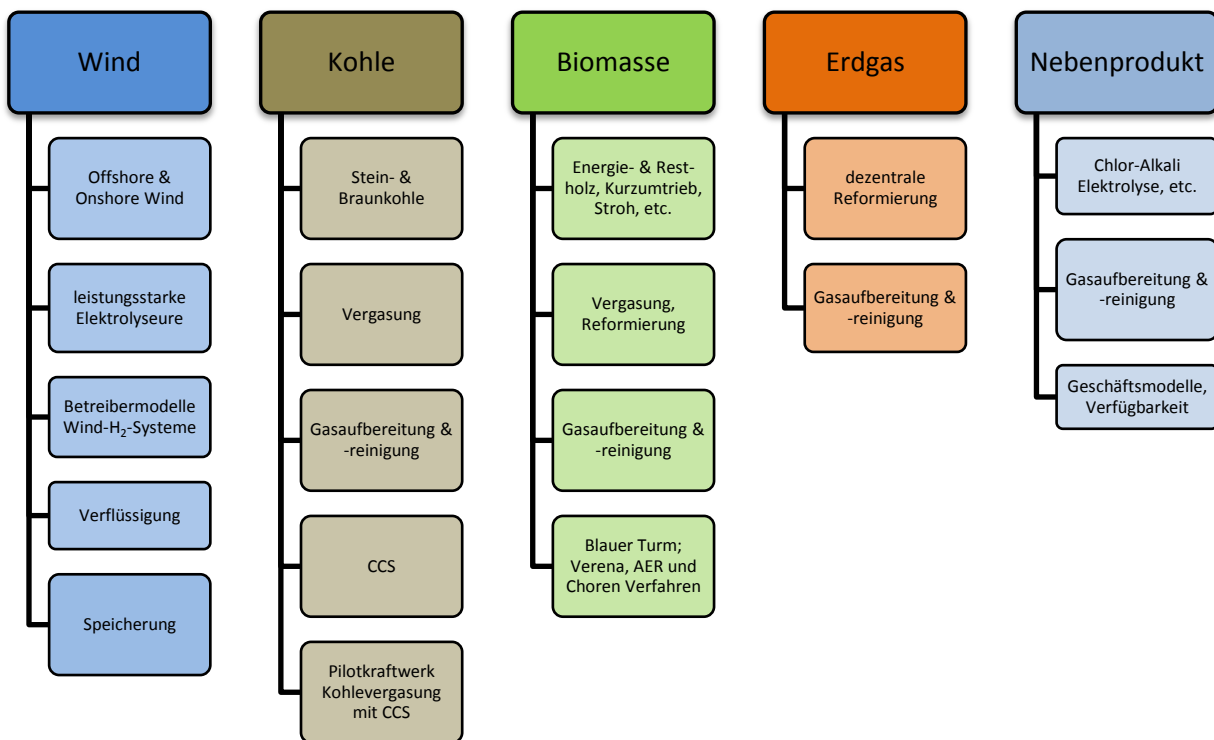 Wind
Offshore &
Onshore Wind
leistungsstarke
Elektrolyseure
Betreibermodelle
Wind-H₂-Systeme
Verflüssigung
Speicherung
Kohle
Stein- &
Braunkohle
Vergasung
Gasaufbereitung &
-reinigung
CCS
Pilotkraftwerk
Kohlevergasung
mit CCS
Biomasse
Energie- & Rest-
holz, Kurzumtrieb,
Stroh, etc.
Vergasung,
Reformierung
Gasaufbereitung &
-reinigung
Blauer Turm;
Verena, AER und
Choren Verfahren
Erdgas
dezentrale
Reformierung
Gasaufbereitung &
-reinigung
Nebenprodukt
Chlor-Alkali
Elektrolyse, etc.
Gasaufbereitung &
-reinigung
Geschäftsmodelle,
Verfügbarkeit